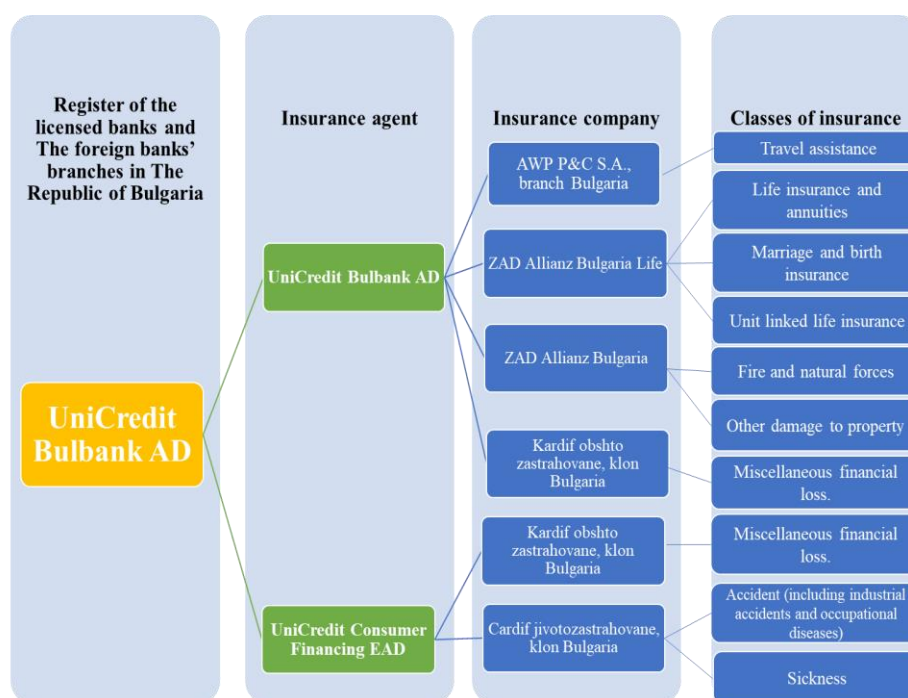 Register of the
licensed banks and
The foreign banks'
branches in The
Republic of Bulgaria
UniCredit
Bulbank AD
Insurance agent
UniCredit Bulbank AD
UniCredit Consumer
Financing EAD
Insurance company
AWP P&C S.A.,
branch Bulgaria
ZAD Allianz Bulgaria Life
ZAD Allianz Bulgaria
Kardif obshto
zastrahovane, klon
Bulgaria
Kardif obshto
zastrahovane, klon
Bulgaria
Cardif jivotozastrahovane,
klon Bulgaria
Classes of insurance
Travel assistance
Life insurance and
annuities
Marriage and birth
insurance
Unit linked life insurance
Fire and natural forces
Other damage to property
Miscellaneous financial
loss.
Miscellaneous financial
loss.
Accident (including industrial
accidents and occupational
diseases)
Sickness